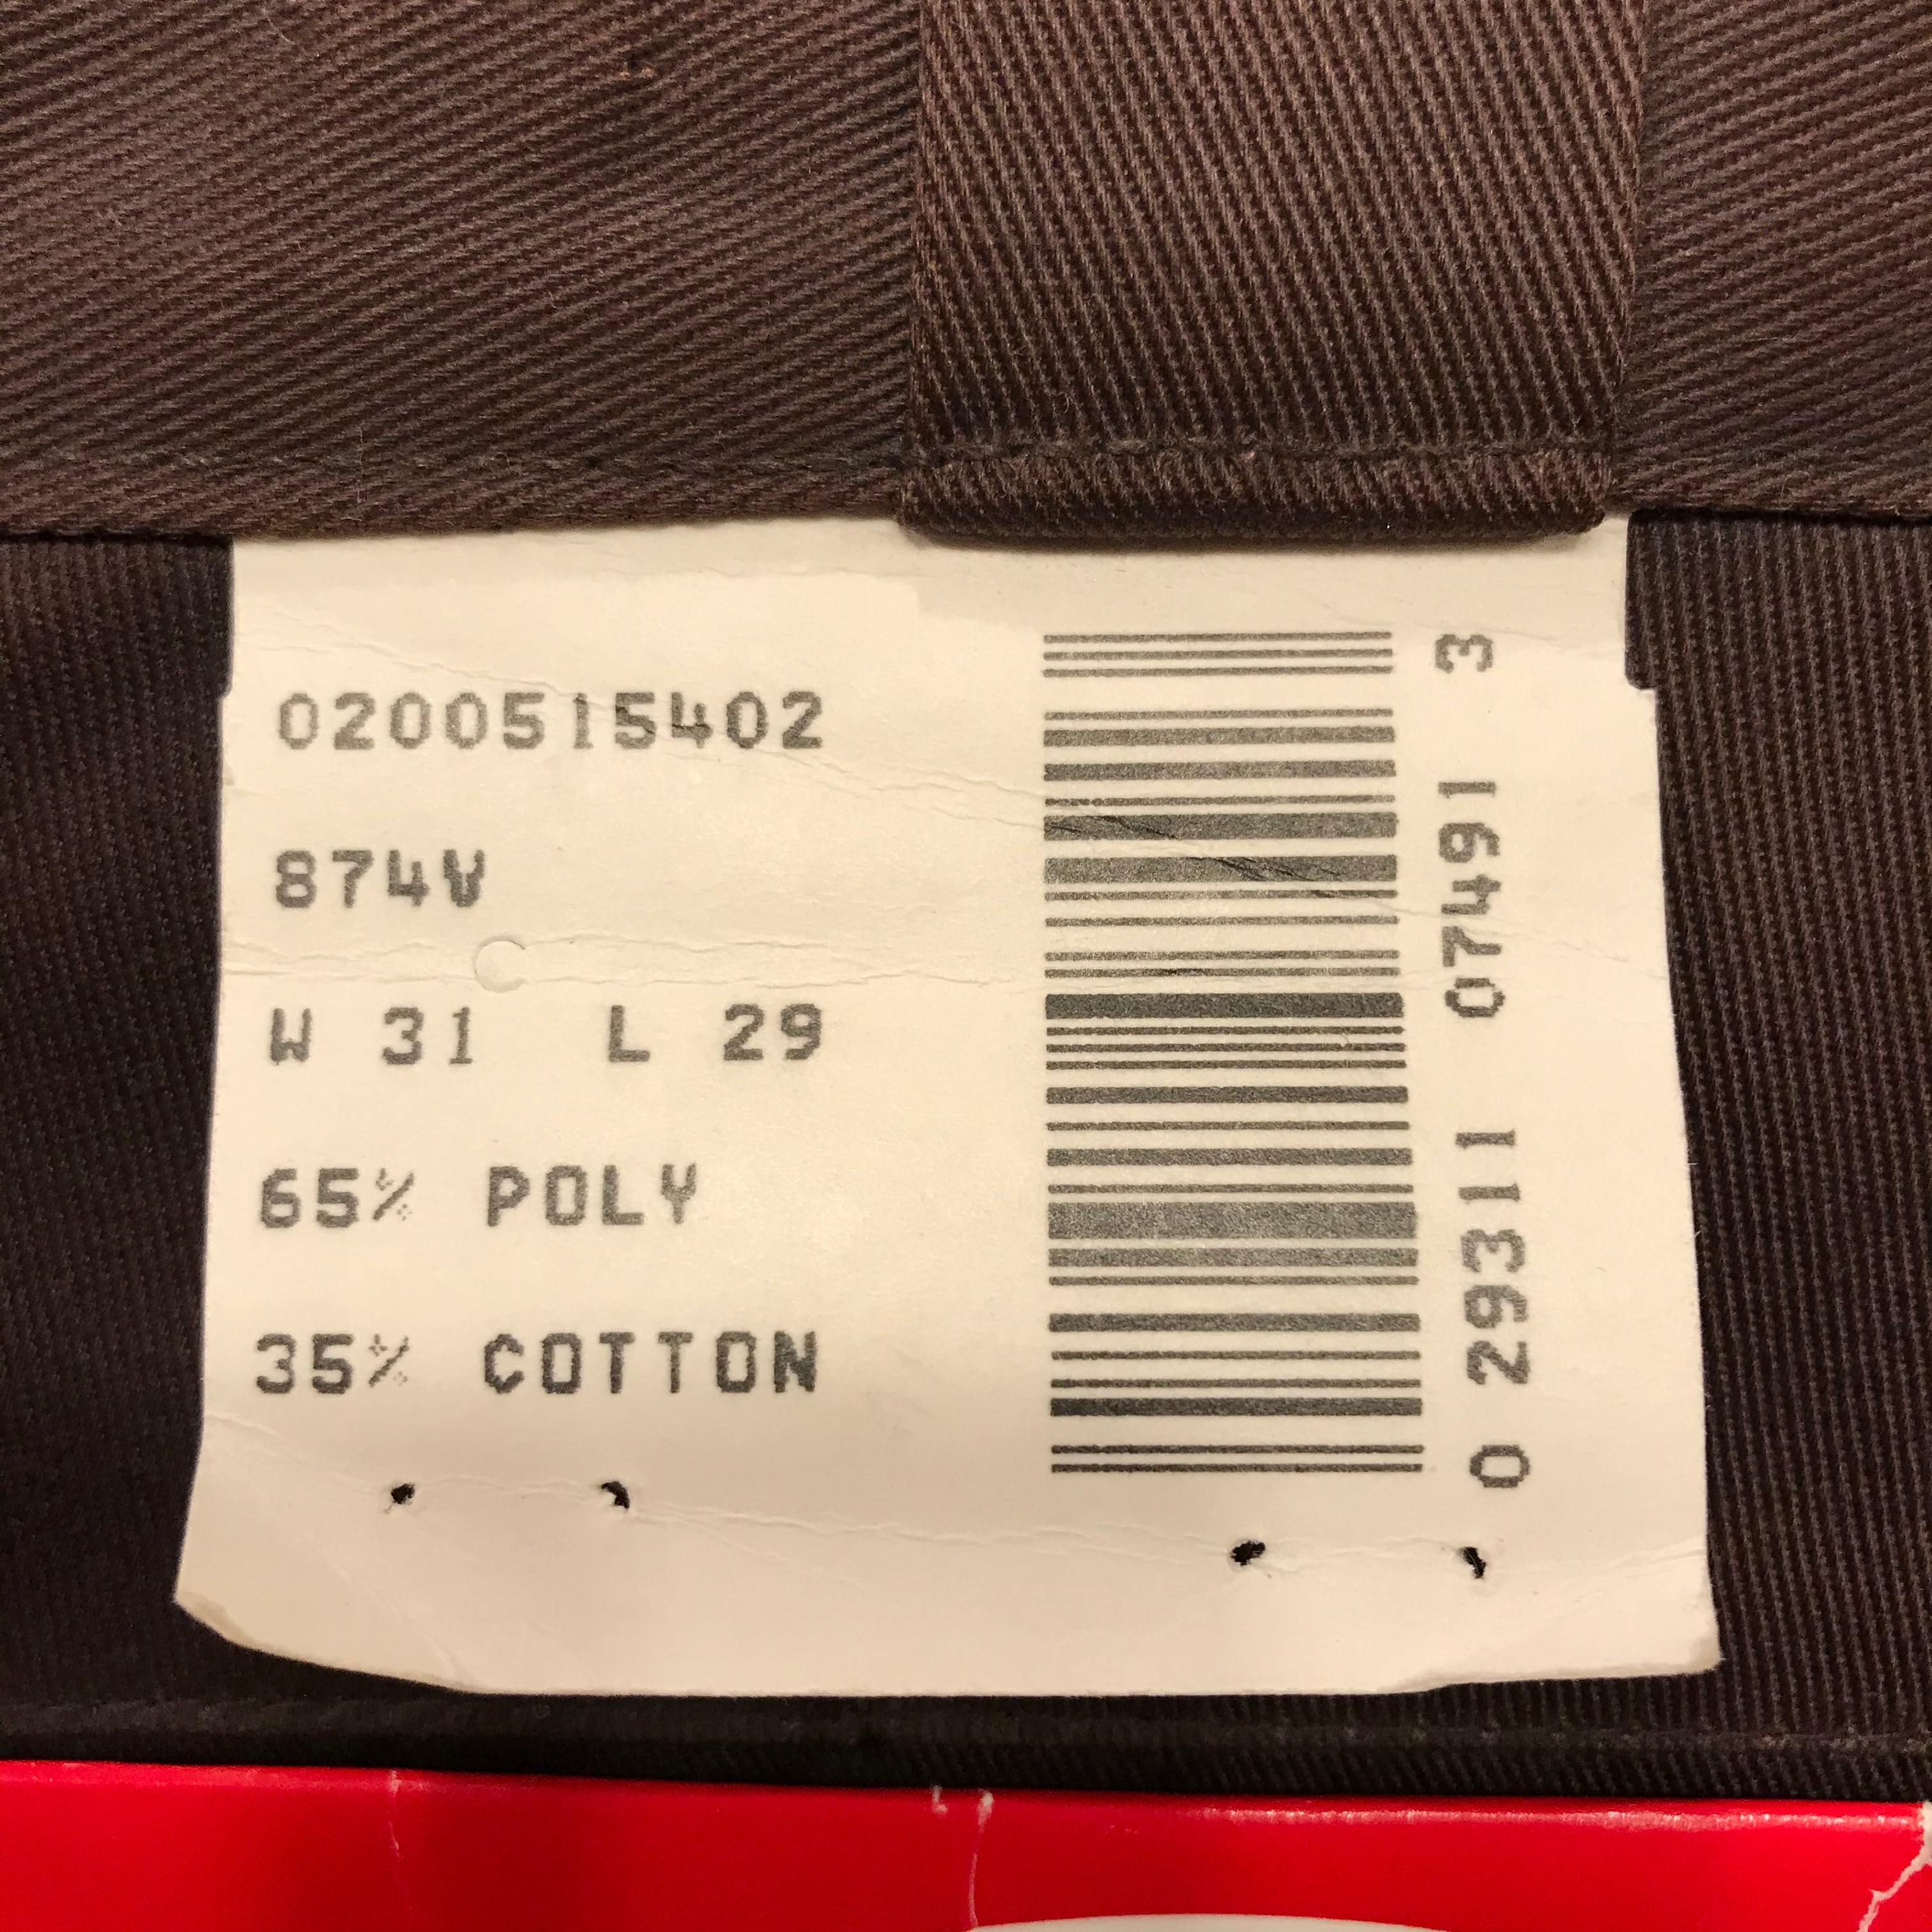 0200515402
874V
W 31 L 29
65% POLY
35% COTTON
0 29311 07491 3